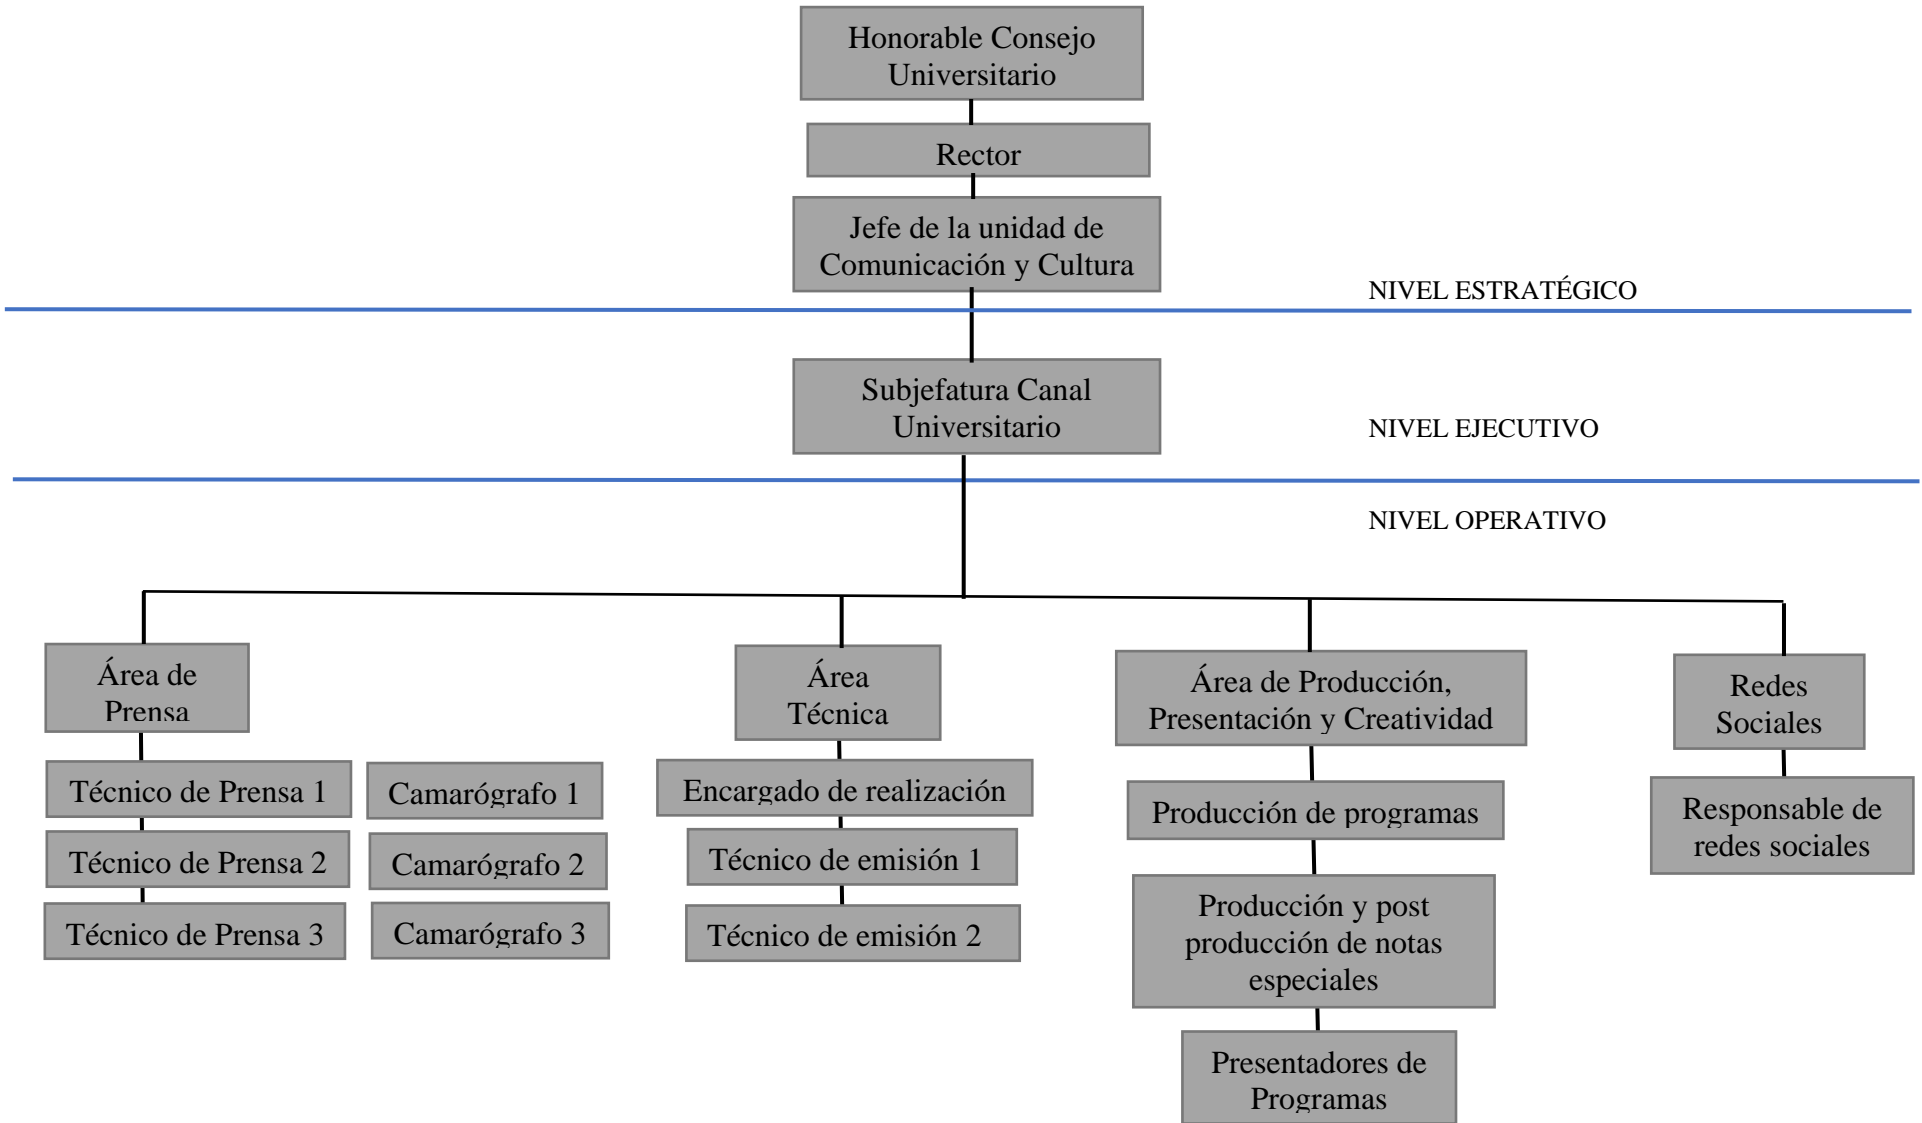 Honorable Consejo
Universitario
Rector
Jefe de la unidad de
Comunicación y Cultura
NIVEL ESTRATÉGICO
Subjefatura Canal
Universitario
NIVEL EJECUTIVO
NIVEL OPERATIVO
Área de
Prensa
Técnico de Prensa 1
Técnico de Prensa 2
Técnico de Prensa 3
Camarógrafo 1
Camarógrafo 2
Camarógrafo 3
Área
Técnica
Encargado de realización
Técnico de emisión 1
Técnico de emisión 2
Área de Producción,
Presentación y Creatividad
Producción de programas
Producción y post
producción de notas
especiales
Presentadores de
Programas
Redes
Sociales
Responsable de
redes sociales